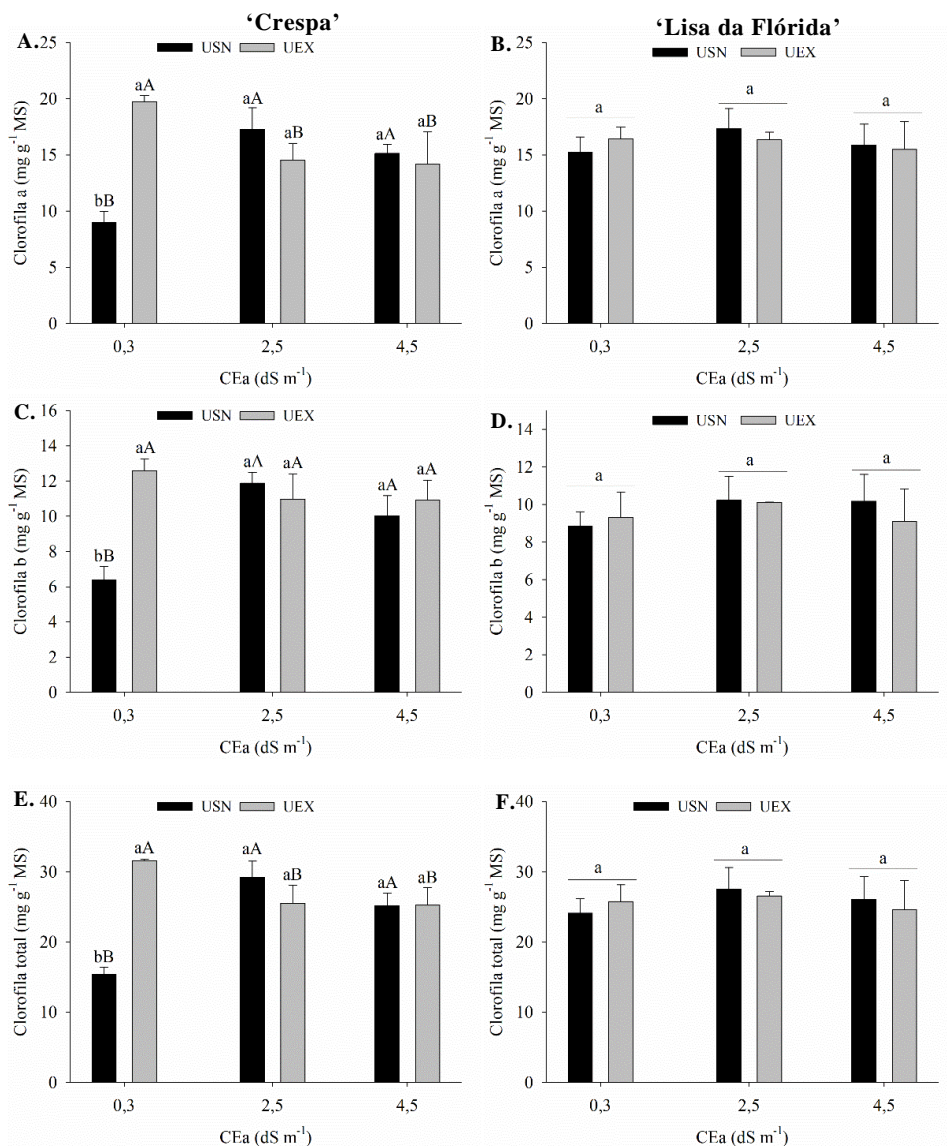 ‘Crespa’
‘Lisa da Flórida’
A.
USN UEX
25
20
15
10
5
0
Clorofila a (mg g⁻¹ MS)
bB aA aA aB aA aB
0,3 2,5 4,5
CEa (dS m⁻¹)
B.
USN UEX
25
20
15
10
5
0
Clorofila a (mg g⁻¹ MS)
a a a
0,3 2,5 4,5
CEa (dS m⁻¹)
C.
USN UEX
16
14
12
10
8
6
4
2
0
Clorofila b (mg g⁻¹ MS)
bB aA aA aA aA aA
0,3 2,5 4,5
CEa (dS m⁻¹)
D.
USN UEX
14
12
10
8
6
4
2
0
Clorofila b (mg g⁻¹ MS)
a a a
0,3 2,5 4,5
CEa (dS m⁻¹)
E.
USN UEX
40
30
20
10
0
Clorofila total (mg g⁻¹ MS)
bB aA aA aB aA aB
0,3 2,5 4,5
CEa (dS m⁻¹)
F.
USN UEX
40
30
20
10
0
Clorofila total (mg g⁻¹ MS)
a a a
0,3 2,5 4,5
CEa (dS m⁻¹)